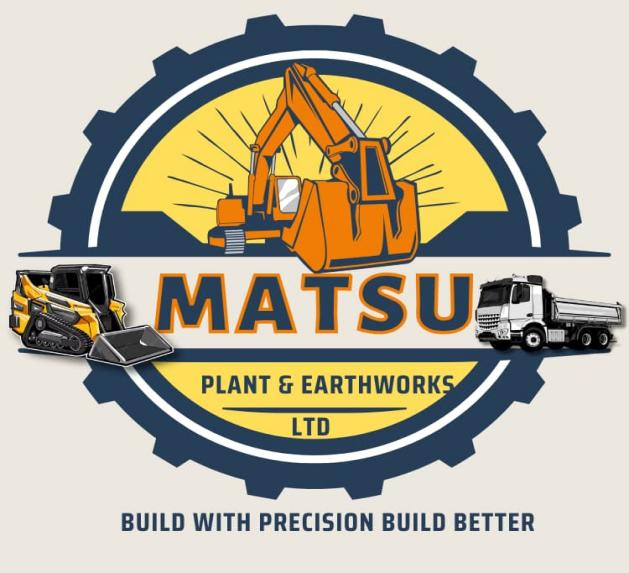 MATSU
PLANT & EARTHWORKS
LTD
BUILD WITH PRECISION BUILD BETTER